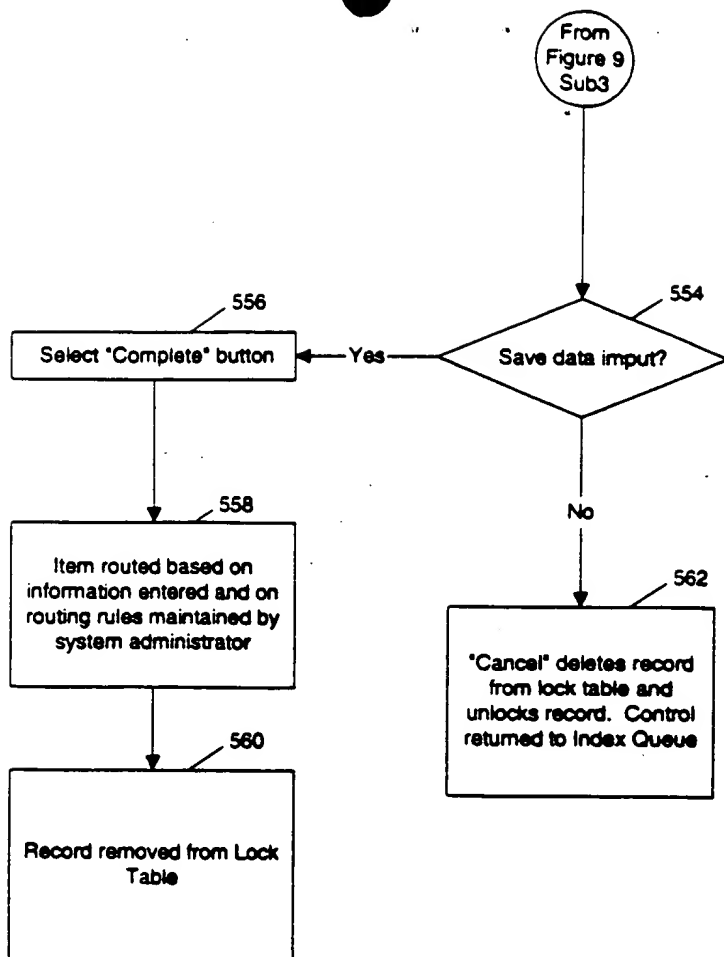 From
Figure 9
Sub3
554
Save data imput?
Yes
556
Select "Complete" button
558
Item routed based on
information entered and on
routing rules maintained by
system administrator
560
Record removed from Lock
Table
No
562
"Cancel" deletes record
from lock table and
unlocks record. Control
returned to Index Queue